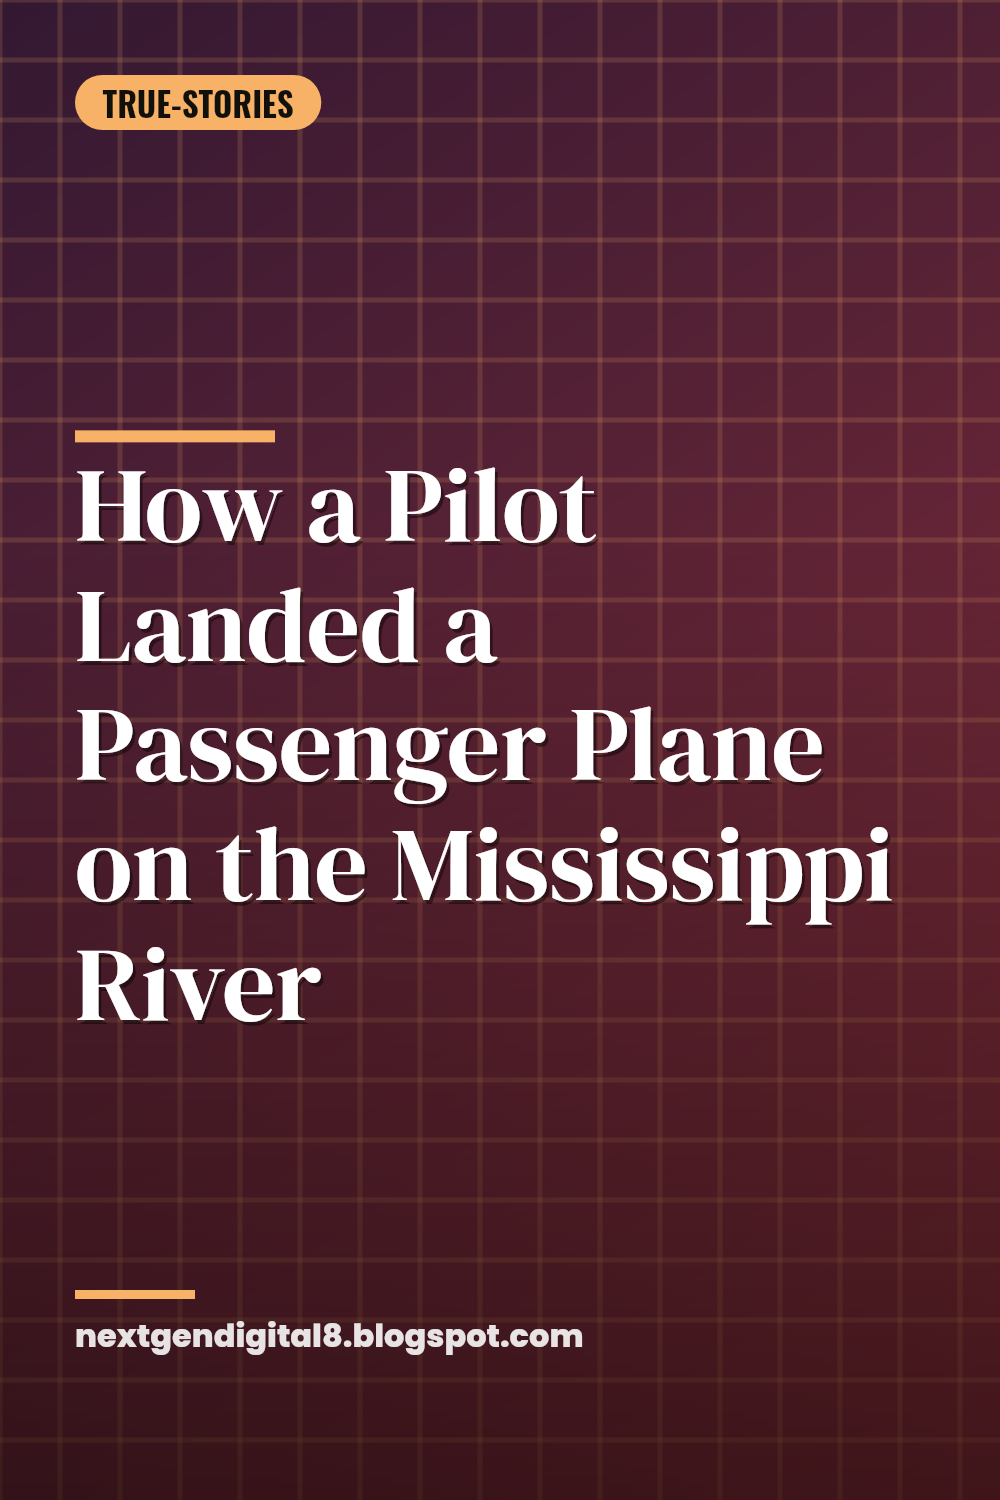 TRUE-STORIES
How a Pilot
Landed a
Passenger Plane
on the Mississippi
River
nextgendigital8.blogspot.com